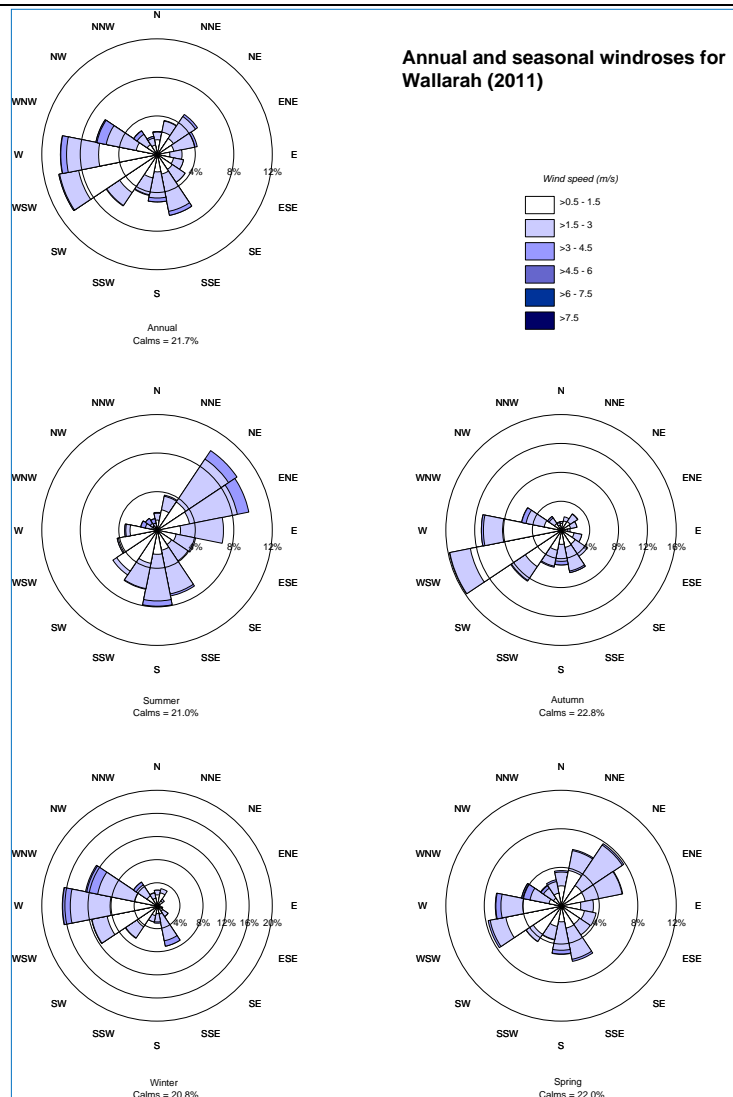 Annual and seasonal windroses for
Wallarah (2011)
N
NNW NNE
NW NE
WNW ENE
W E
4% 8% 12%
WSW ESE
SW SE
SSW SSE
S
Annual
Calms = 21.7%
Wind speed (m/s)
>0.5 - 1.5
>1.5 - 3
>3 - 4.5
>4.5 - 6
>6 - 7.5
>7.5
N
NNW NNE
NW NE
WNW ENE
W E
4% 8% 12%
WSW ESE
SW SE
SSW SSE
S
Summer
Calms = 21.0%
N
NNW NNE
NW NE
WNW ENE
W E
4% 8% 12% 16%
WSW ESE
SW SE
SSW SSE
S
Autumn
Calms = 22.8%
N
NNW NNE
NW NE
WNW ENE
W E
4% 8% 12% 16% 20%
WSW ESE
SW SE
SSW SSE
S
Winter
Calms = 20.8%
N
NNW NNE
NW NE
WNW ENE
W E
4% 8% 12%
WSW ESE
SW SE
SSW SSE
S
Spring
Calms = 22.0%